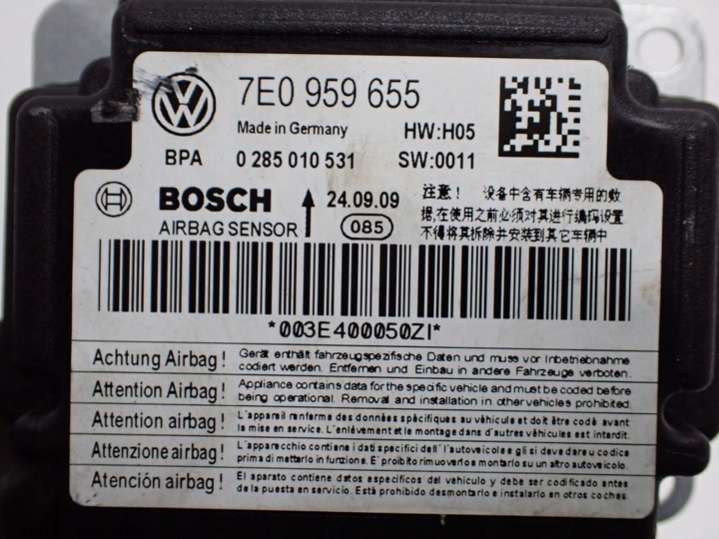 7E0 959 655
Made in Germany HW:H05
BPA 0 285 010 531 SW:0011
BOSCH 24.09.09
AIRBAG SENSOR 085
注意！ 设备中含有车辆专用的数
据,在使用之前必须对其进行编码设置
不得将其拆除并安装到其它车辆中
*003E400050ZI*
Achtung Airbag! Gerät enthält fahrzeugspezifische Daten und muss vor Inbetriebnahme
codiert werden. Entfernen und Einbau in andere Fahrzeuge verboten.
Attention Airbag! Appliance contains data for the specific vehicle and must be coded before
being operational. Removal and installation in other vehicles prohibited.
Attention airbag! L'appareil renferme des données spécifiques au véhicule et doit être codé avant
la mise en service. L'enlèvement et le montage dans d'autres véhicules est interdit.
Attenzione airbag! L'apparecchio contiene i dati specifici dell'l'autoveicolo e gli si deve dare u codice
prima di metterlo in funzione. E' proibito rimuoverlo e montarlo su un altro autoveicolo.
Atención airbag! El aparato contiene datos específicos del vehículo y debe ser codificado antes
de la puesta en servicio. Está prohibido desmontarlo e instalarlo en otros coches.